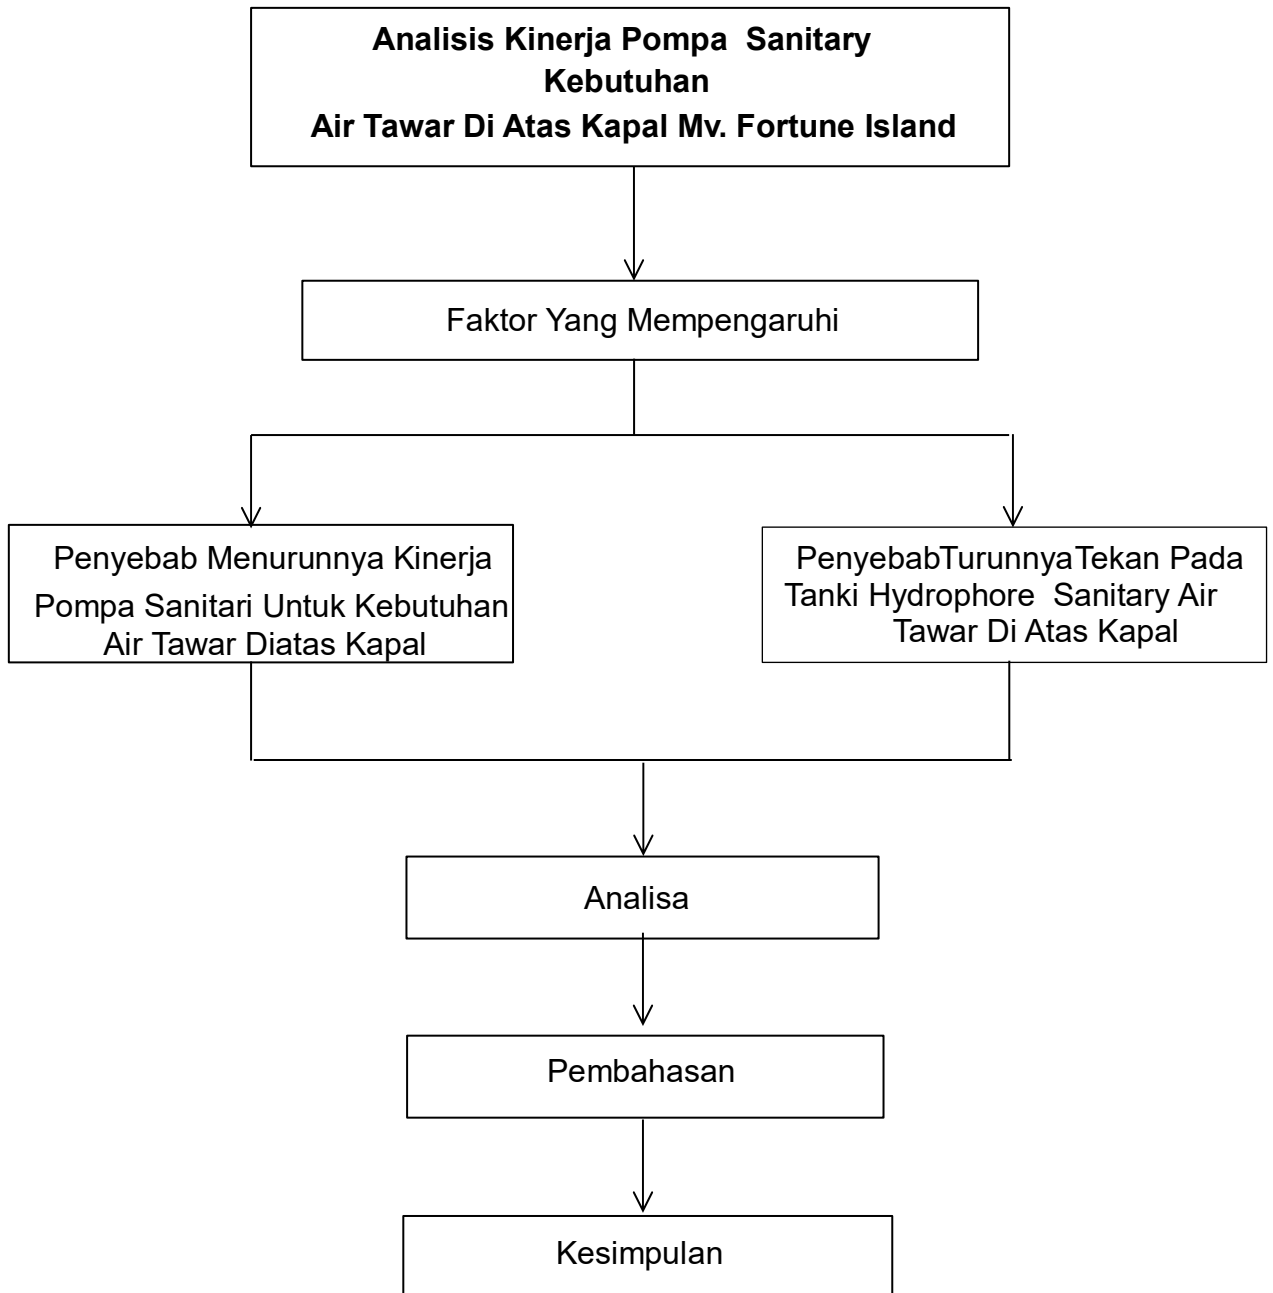 Analisis Kinerja Pompa Sanitary
Kebutuhan
Air Tawar Di Atas Kapal Mv. Fortune Island
Faktor Yang Mempengaruhi
Penyebab Menurunnya Kinerja
Pompa Sanitari Untuk Kebutuhan
Air Tawar Diatas Kapal
PenyebabTurunnyaTekan Pada
Tanki Hydrophore Sanitary Air
Tawar Di Atas Kapal
Analisa
Pembahasan
Kesimpulan